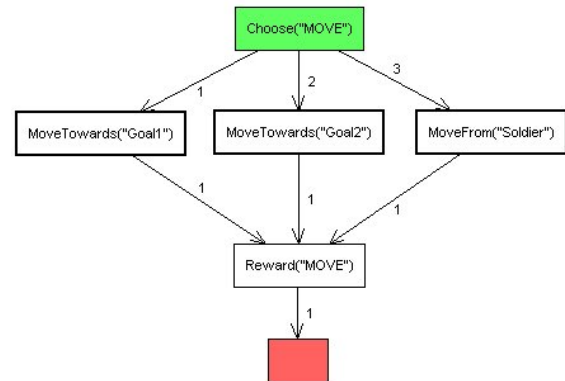 Choose("MOVE")
1
2
3
MoveTowards("Goal1")
MoveTowards("Goal2")
MoveFrom("Soldier")
1
1
1
Reward("MOVE")
1